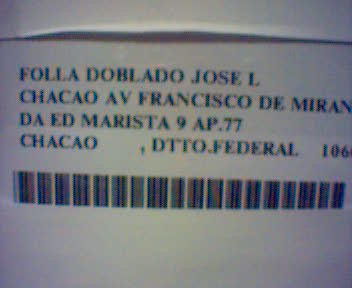 FOLLA DOBLADO JOSE I.
CHACAO AV FRANCISCO DE MIRAN
DA ED MARISTA 9 AP.77
CHACAO , DTTO.FEDERAL 106